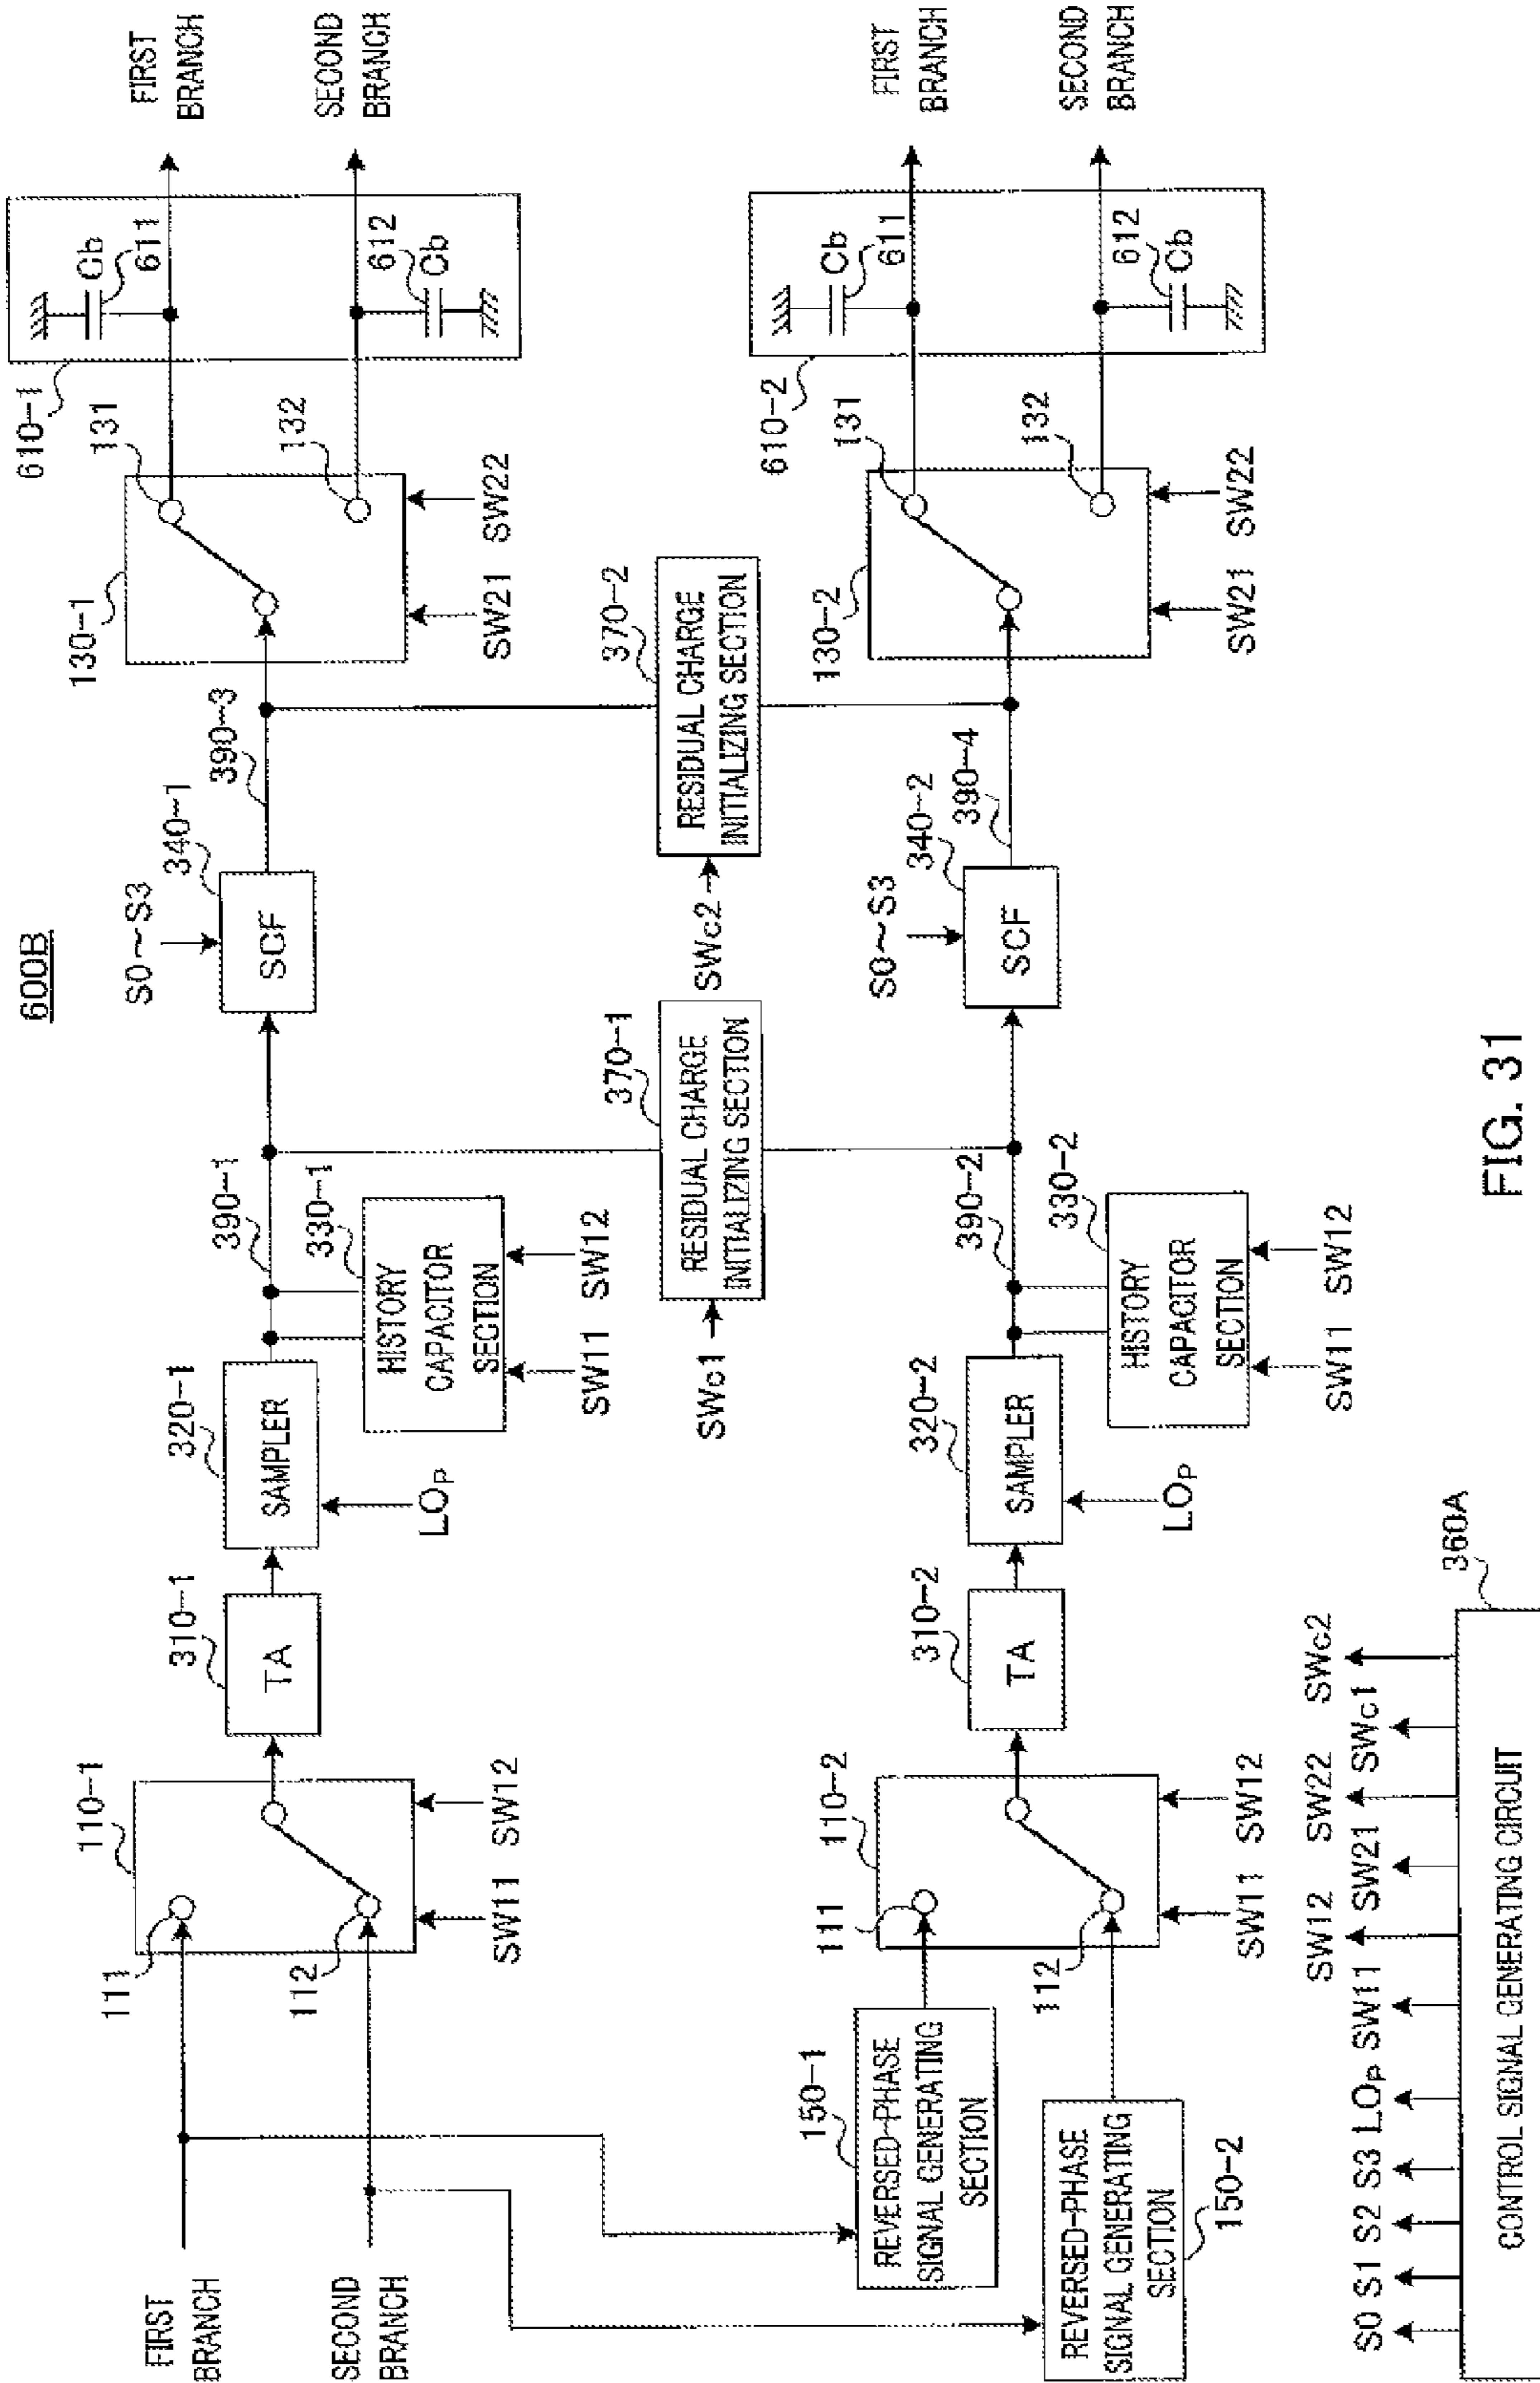 600B
FIRST
BRANCH
SECOND
BRANCH
111
112
110-1
SW11
SW12
310-1
TA
320-1
SAMPLER
LOP
390-1
330-1
HISTORY
CAPACITOR
SECTION
SW11
SW12
S0～S3
340-1
SCF
390-3
130-1
131
132
SW21
SW22
610-1
Cb
611
612
Cb
FIRST
BRANCH
SECOND
BRANCH
SWc1
370-1
RESIDUAL CHARGE
INITIALIZING SECTION
SWc2
370-2
RESIDUAL CHARGE
INITIALIZING SECTION
150-1
REVERSED-PHASE
SIGNAL GENERATING
SECTION
REVERSED-PHASE
SIGNAL GENERATING
SECTION
150-2
111
112
110-2
SW11
SW12
310-2
TA
320-2
SAMPLER
LOP
390-2
330-2
HISTORY
CAPACITOR
SECTION
SW11
SW12
S0～S3
340-2
SCF
390-4
130-2
131
132
SW21
SW22
610-2
Cb
611
612
Cb
FIRST
BRANCH
SECOND
BRANCH
S0 S1 S2 S3 LOP SW11 SW12 SW21 SW22 SWc1 SWc2
360A
CONTROL SIGNAL GENERATING CIRCUIT
FIG. 31